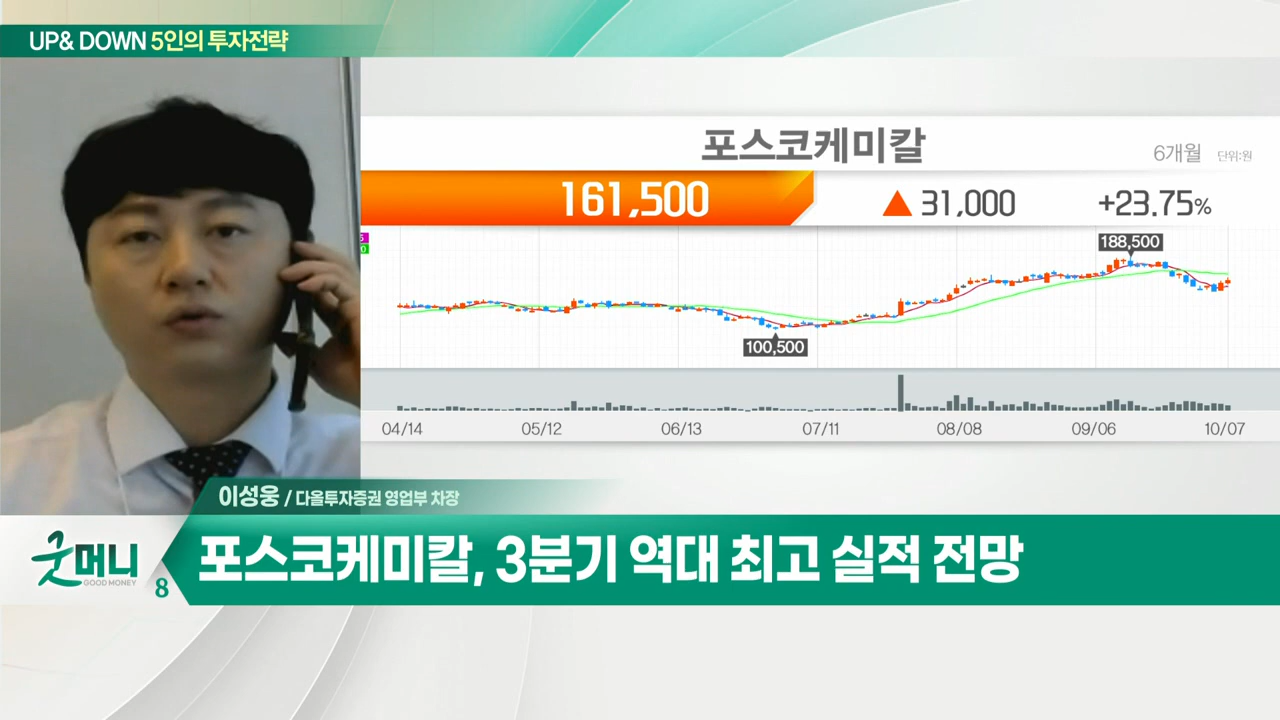 UP& DOWN 5인의 투자전략
포스코케미칼
6개월 단위:원
161,500 ▲ 31,000 +23.75%
5
0
188,500
100,500
04/14 05/12 06/13 07/11 08/08 09/06 10/07
이성웅 / 다올투자증권 영업부 차장
굿머니
GOOD MONEY
8
포스코케미칼, 3분기 역대 최고 실적 전망